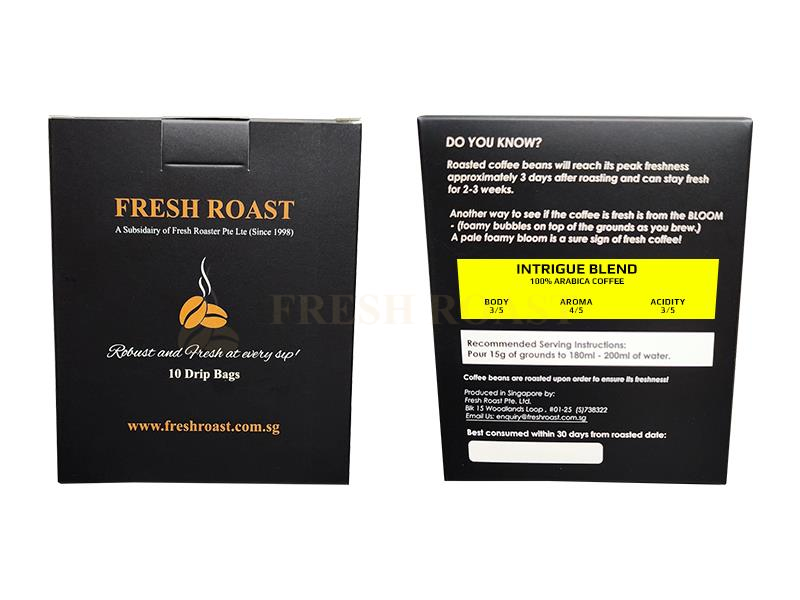 FRESH ROAST
A Subsidairy of Fresh Roaster Pte Lte (Since 1998)
Robust and Fresh at every sip!
10 Drip Bags
www.freshroast.com.sg
FRESH ROAST
DO YOU KNOW?
Roasted coffee beans will reach its peak freshness
approximately 3 days after roasting and can stay fresh
for 2-3 weeks.
Another way to see if the coffee is fresh is from the BLOOM
- (foamy bubbles on top of the grounds as you brew.)
A pale foamy bloom is a sure sign of fresh coffee!
INTRIGUE BLEND
100% ARABICA COFFEE
BODY AROMA ACIDITY
3/5 4/5 3/5
Recommended Serving Instructions:
Pour 15g of grounds to 180ml - 200ml of water.
Coffee beans are roasted upon order to ensure its freshness!
Produced in Singapore by:
Fresh Roast Pte. Ltd.
Blk 15 Woodlands Loop , #01-25 (S)738322
Email Us: enquiry@freshroast.com.sg
Best consumed within 30 days from roasted date: